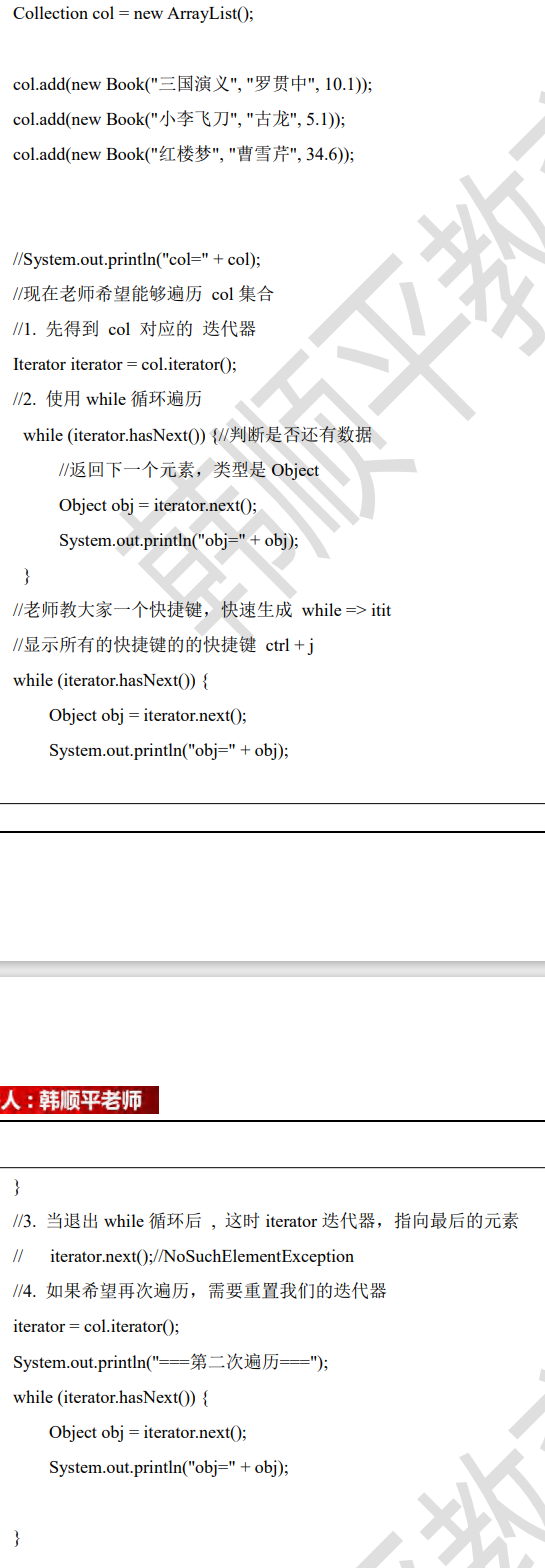 Collection col = new ArrayList();
col.add(new Book("三国演义", "罗贯中", 10.1));
col.add(new Book("小李飞刀", "古龙", 5.1));
col.add(new Book("红楼梦", "曹雪芹", 34.6));
//System.out.println("col=" + col);
//现在老师希望能够遍历 col 集合
//1. 先得到 col 对应的 迭代器
Iterator iterator = col.iterator();
//2. 使用 while 循环遍历
while (iterator.hasNext()) {//判断是否还有数据
//返回下一个元素，类型是 Object
Object obj = iterator.next();
System.out.println("obj=" + obj);
}
//老师教大家一个快捷键，快速生成 while => itit
//显示所有的快捷键的的快捷键 ctrl + j
while (iterator.hasNext()) {
Object obj = iterator.next();
System.out.println("obj=" + obj);
人：韩顺平老师
}
//3. 当退出 while 循环后 , 这时 iterator 迭代器，指向最后的元素
// iterator.next();//NoSuchElementException
//4. 如果希望再次遍历，需要重置我们的迭代器
iterator = col.iterator();
System.out.println("===第二次遍历===");
while (iterator.hasNext()) {
Object obj = iterator.next();
System.out.println("obj=" + obj);
}
韩顺平教